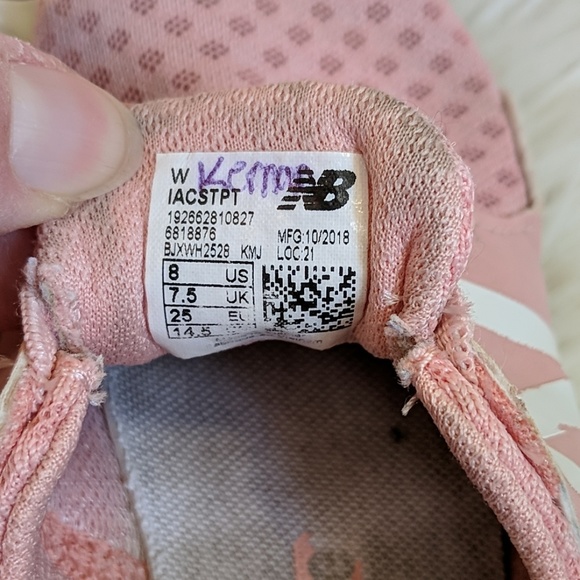 W
IACSTPT
192662810827
6818876
BJXWH2528 KMJ
NB
MFG:10/2018
LOC:21
8 US
7.5 UK
25 EU
14.5